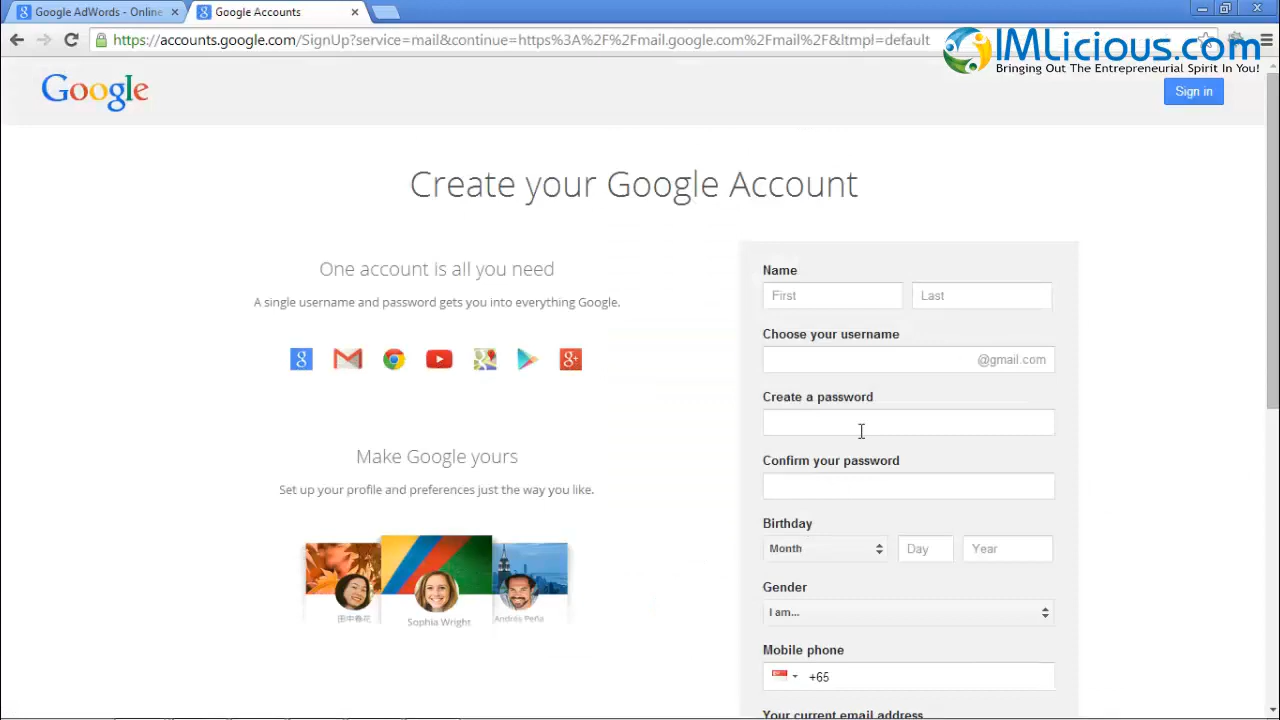 Google AdWords - Online
Google Accounts
https://accounts.google.com/SignUp?service=mail&continue=https%3A%2F%2Fmail.google.com%2Fmail%2F&ltmpl=default
IMLicious.com
Bringing Out The Entrepreneurial Spirit In You!
Google
Sign in
Create your Google Account
One account is all you need
A single username and password gets you into everything Google.
Make Google yours
Set up your profile and preferences just the way you like.
田中春花
Sophia Wright
Andrés Peña
Name
First
Last
Choose your username
@gmail.com
Create a password
Confirm your password
Birthday
Month
Day
Year
Gender
I am...
Mobile phone
+65
Your current email address